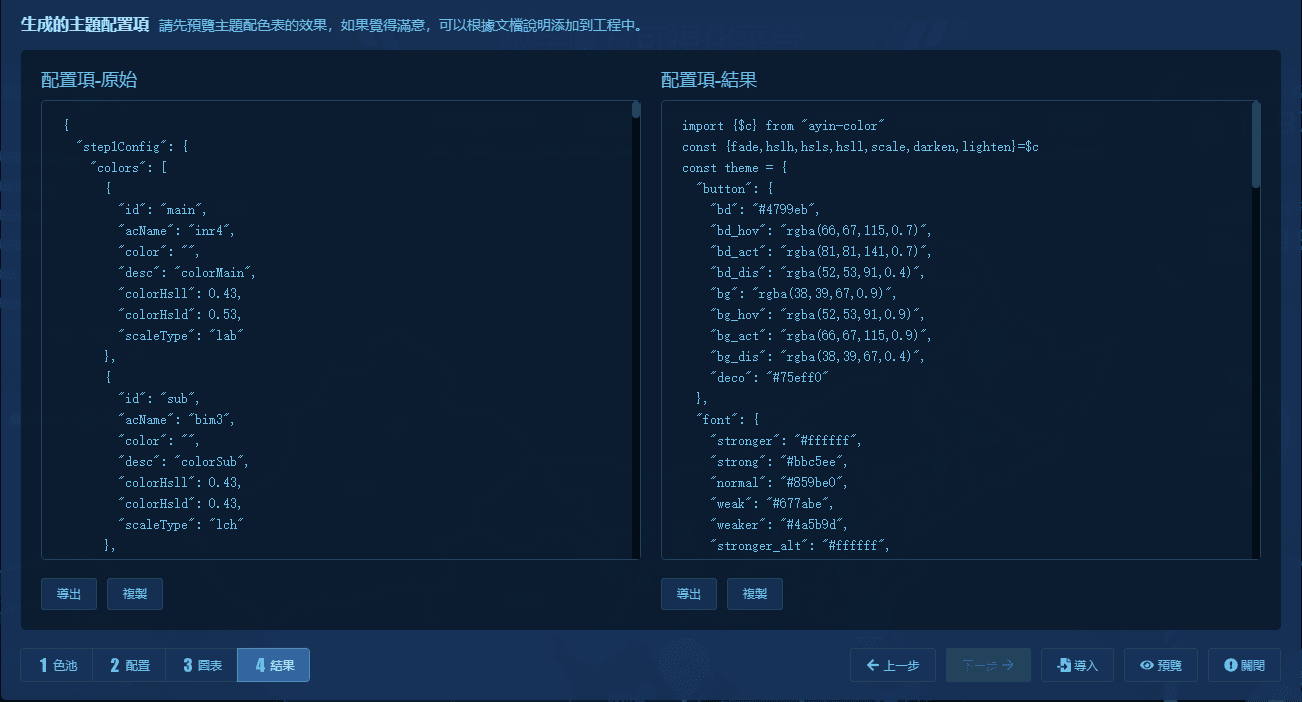 生成的主題配置項 請先預覽主題配色表的效果，如果覺得滿意，可以根據文檔說明添加到工程中。
配置項-原始
{
"step1Config": {
"colors": [
{
"id": "main",
"acName": "inr4",
"color": "",
"desc": "colorMain",
"colorHsll": 0.43,
"colorHsld": 0.53,
"scaleType": "lab"
},
{
"id": "sub",
"acName": "bim3",
"color": "",
"desc": "colorSub",
"colorHsll": 0.43,
"colorHsld": 0.43,
"scaleType": "lch"
},
導出 複製
配置項-結果
import {$c} from "ayin-color"
const {fade,hslh,hsls,hsll,scale,darken,lighten}=$c
const theme = {
"button": {
"bd": "#4799eb",
"bd_hov": "rgba(66,67,115,0.7)",
"bd_act": "rgba(81,81,141,0.7)",
"bd_dis": "rgba(52,53,91,0.4)",
"bg": "rgba(38,39,67,0.9)",
"bg_hov": "rgba(52,53,91,0.9)",
"bg_act": "rgba(66,67,115,0.9)",
"bg_dis": "rgba(38,39,67,0.4)",
"deco": "#75eff0"
},
"font": {
"stronger": "#ffffff",
"strong": "#bbc5ee",
"normal": "#859be0",
"weak": "#677abe",
"weaker": "#4a5b9d",
"stronger_alt": "#ffffff",
導出 複製
1 色池 2 配置 3 圖表 4 結果 上一步 下一步 導入 預覽 關閉